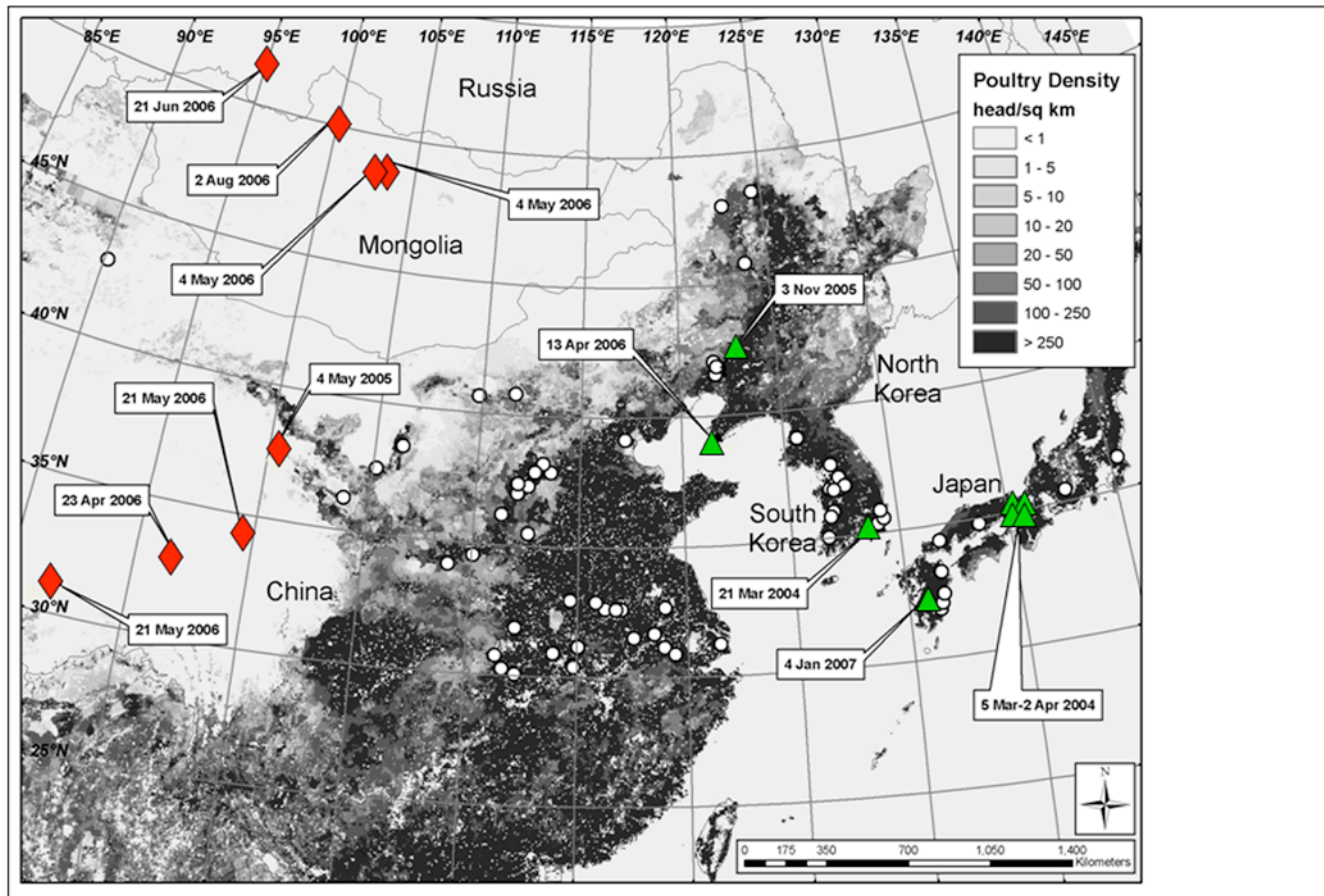 85°E 90°E 95°E 100°E 105°E 110°E 115°E 120°E 125°E 130°E 135°E 140°E 145°E
Russia
Poultry Density
head/sq km
< 1
1 - 5
5 - 10
10 - 20
20 - 50
50 - 100
100 - 250
> 250
21 Jun 2006
45°N
2 Aug 2006
4 May 2006
Mongolia
4 May 2006
3 Nov 2005
40°N
13 Apr 2006
North
Korea
4 May 2005
21 May 2006
35°N
Japan
23 Apr 2006
South
Korea
China
21 Mar 2004
30°N
21 May 2006
4 Jan 2007
5 Mar-2 Apr 2004
25°N
N
0 175 350 700 1,050 1,400
Kilometers